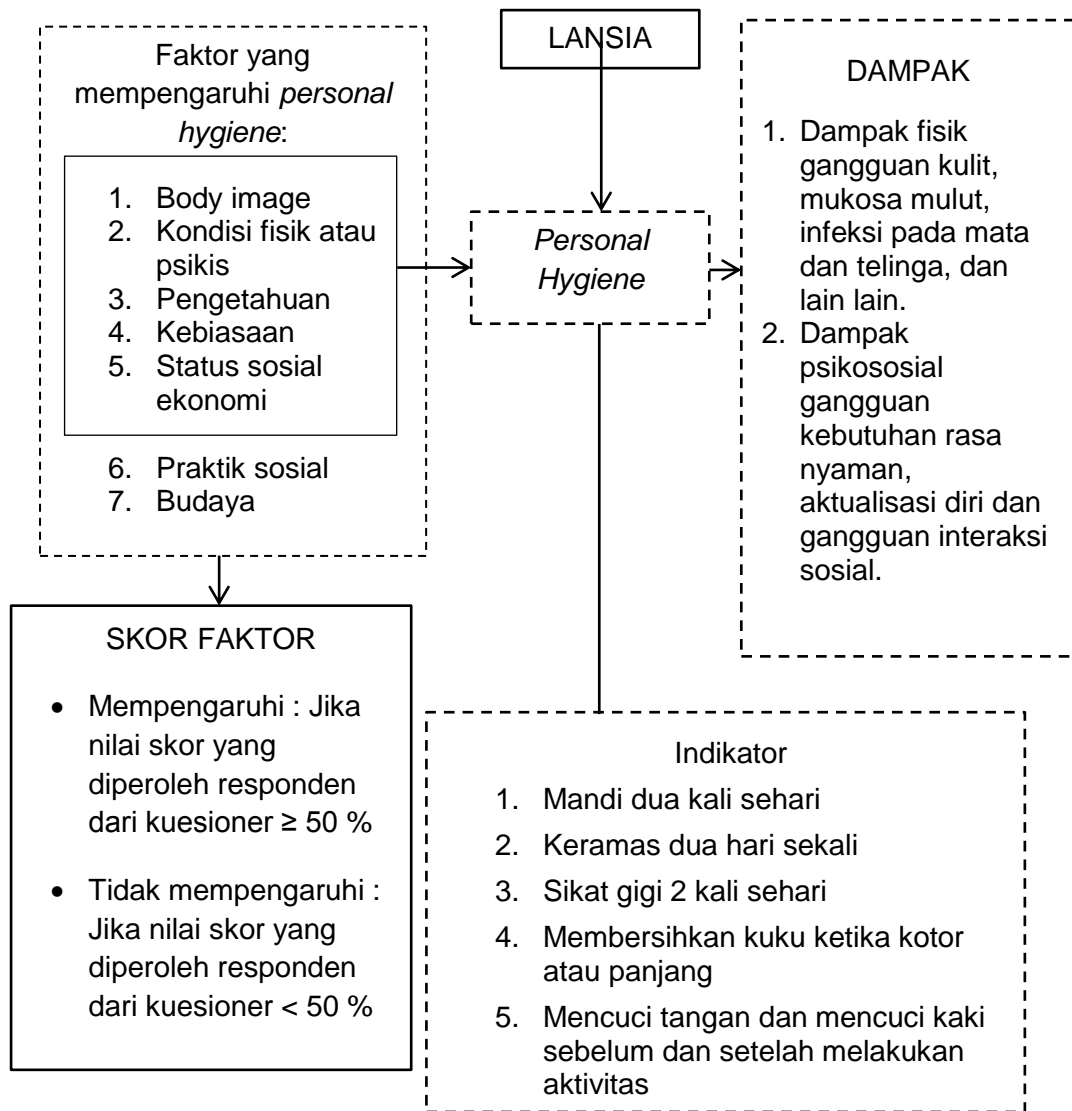 Faktor yang
mempengaruhi personal
hygiene:
1. Body image
2. Kondisi fisik atau
psikis
3. Pengetahuan
4. Kebiasaan
5. Status sosial
ekonomi
6. Praktik sosial
7. Budaya
LANSIA
Personal
Hygiene
DAMPAK
1. Dampak fisik
gangguan kulit,
mukosa mulut,
infeksi pada mata
dan telinga, dan
lain lain.
2. Dampak
psikososial
gangguan
kebutuhan rasa
nyaman,
aktualisasi diri dan
gangguan interaksi
sosial.
SKOR FAKTOR
• Mempengaruhi : Jika
nilai skor yang
diperoleh responden
dari kuesioner ≥ 50 %
• Tidak mempengaruhi :
Jika nilai skor yang
diperoleh responden
dari kuesioner < 50 %
Indikator
1. Mandi dua kali sehari
2. Keramas dua hari sekali
3. Sikat gigi 2 kali sehari
4. Membersihkan kuku ketika kotor
atau panjang
5. Mencuci tangan dan mencuci kaki
sebelum dan setelah melakukan
aktivitas